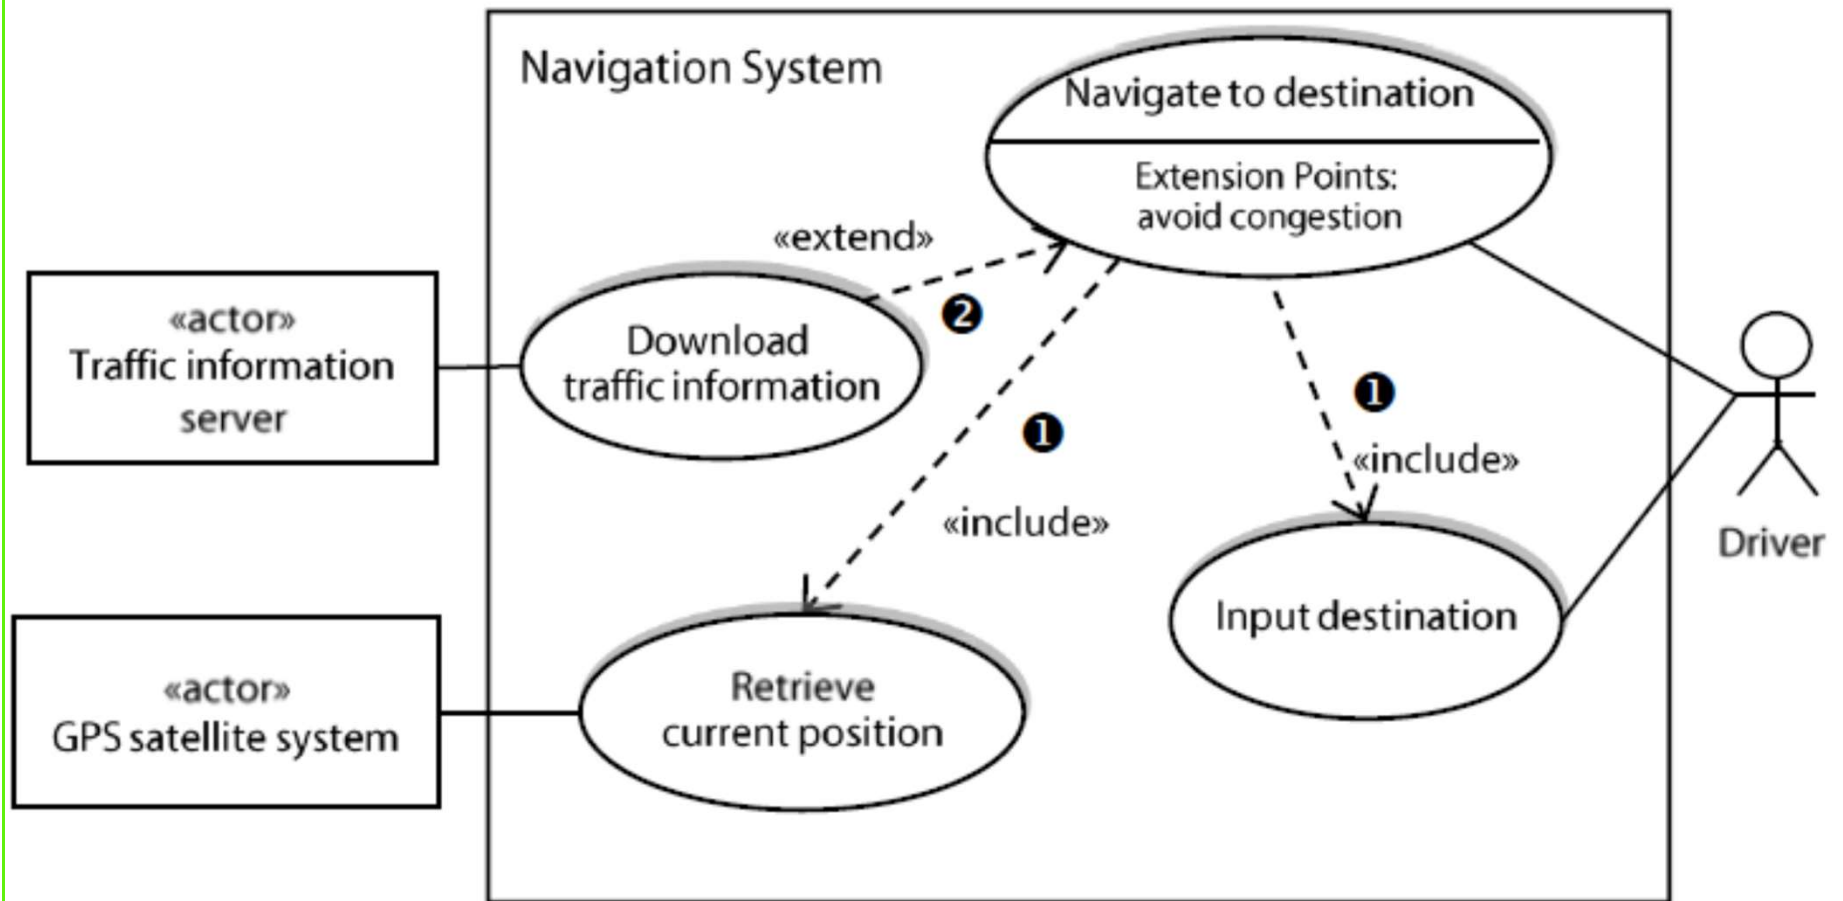 Navigation System
Navigate to destination
Extension Points:
avoid congestion
«extend»
❷
«actor»
Traffic information
server
Download
traffic information
❶
❶
«include»
«include»
Driver
Input destination
«actor»
GPS satellite system
Retrieve
current position